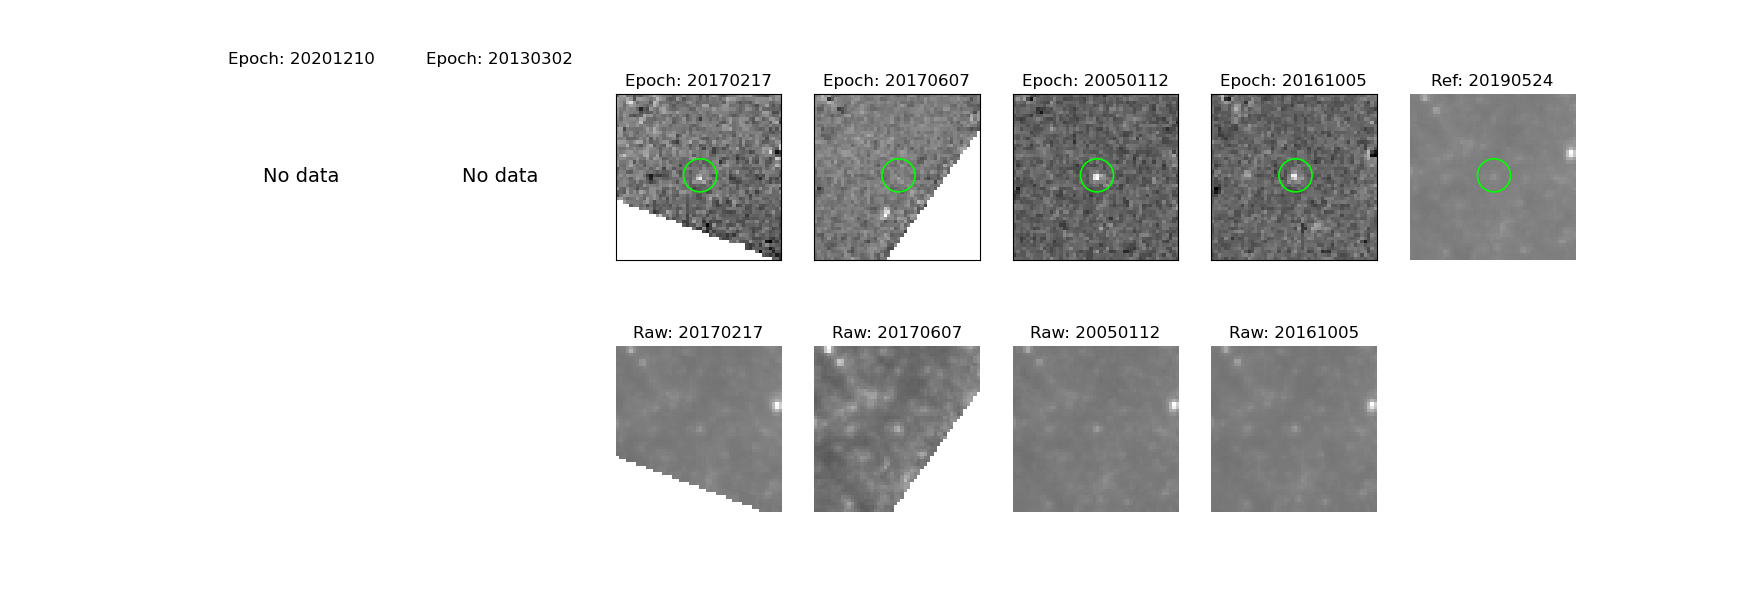 Epoch: 20201210
Epoch: 20130302
Epoch: 20170217
Epoch: 20170607
Epoch: 20050112
Epoch: 20161005
Ref: 20190524
No data
No data
Raw: 20170217
Raw: 20170607
Raw: 20050112
Raw: 20161005